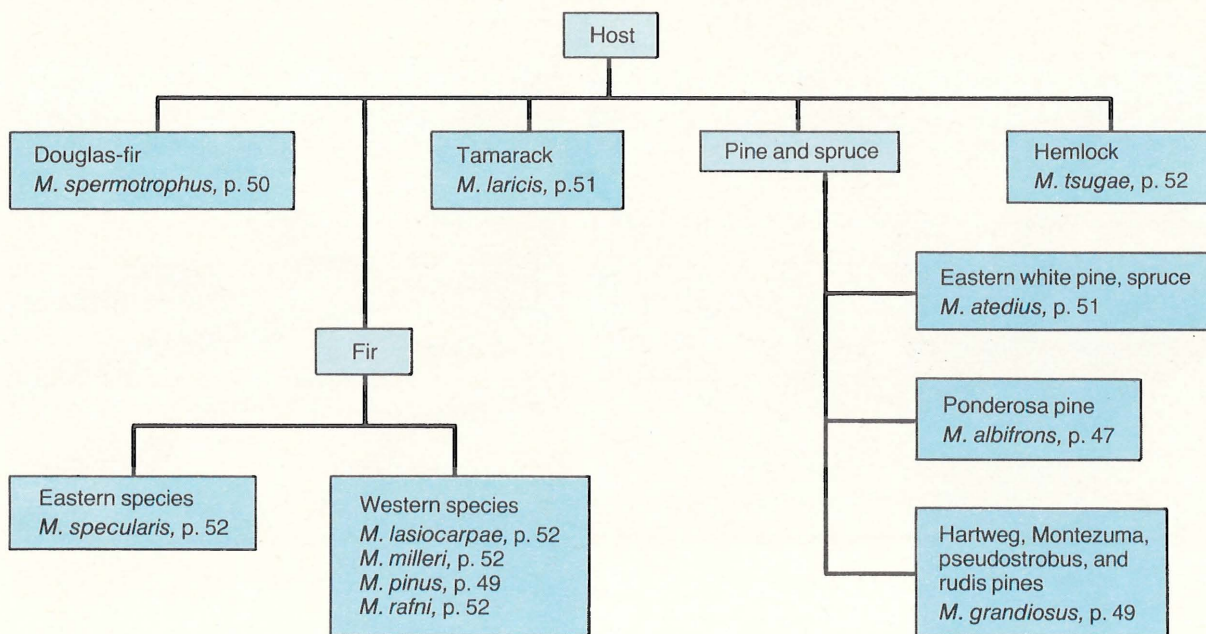 Host
Douglas-fir
M. spermotrophus, p. 50
Tamarack
M. laricis, p.51
Pine and spruce
Hemlock
M. tsugae, p. 52
Eastern white pine, spruce
M. atedius, p. 51
Fir
Ponderosa pine
M. albifrons, p. 47
Eastern species
M. specularis, p. 52
Western species
M. lasiocarpae, p. 52
M. milleri, p. 52
M. pinus, p. 49
M. rafni, p. 52
Hartweg, Montezuma,
pseudostrobus, and
rudis pines
M. grandiosus, p. 49